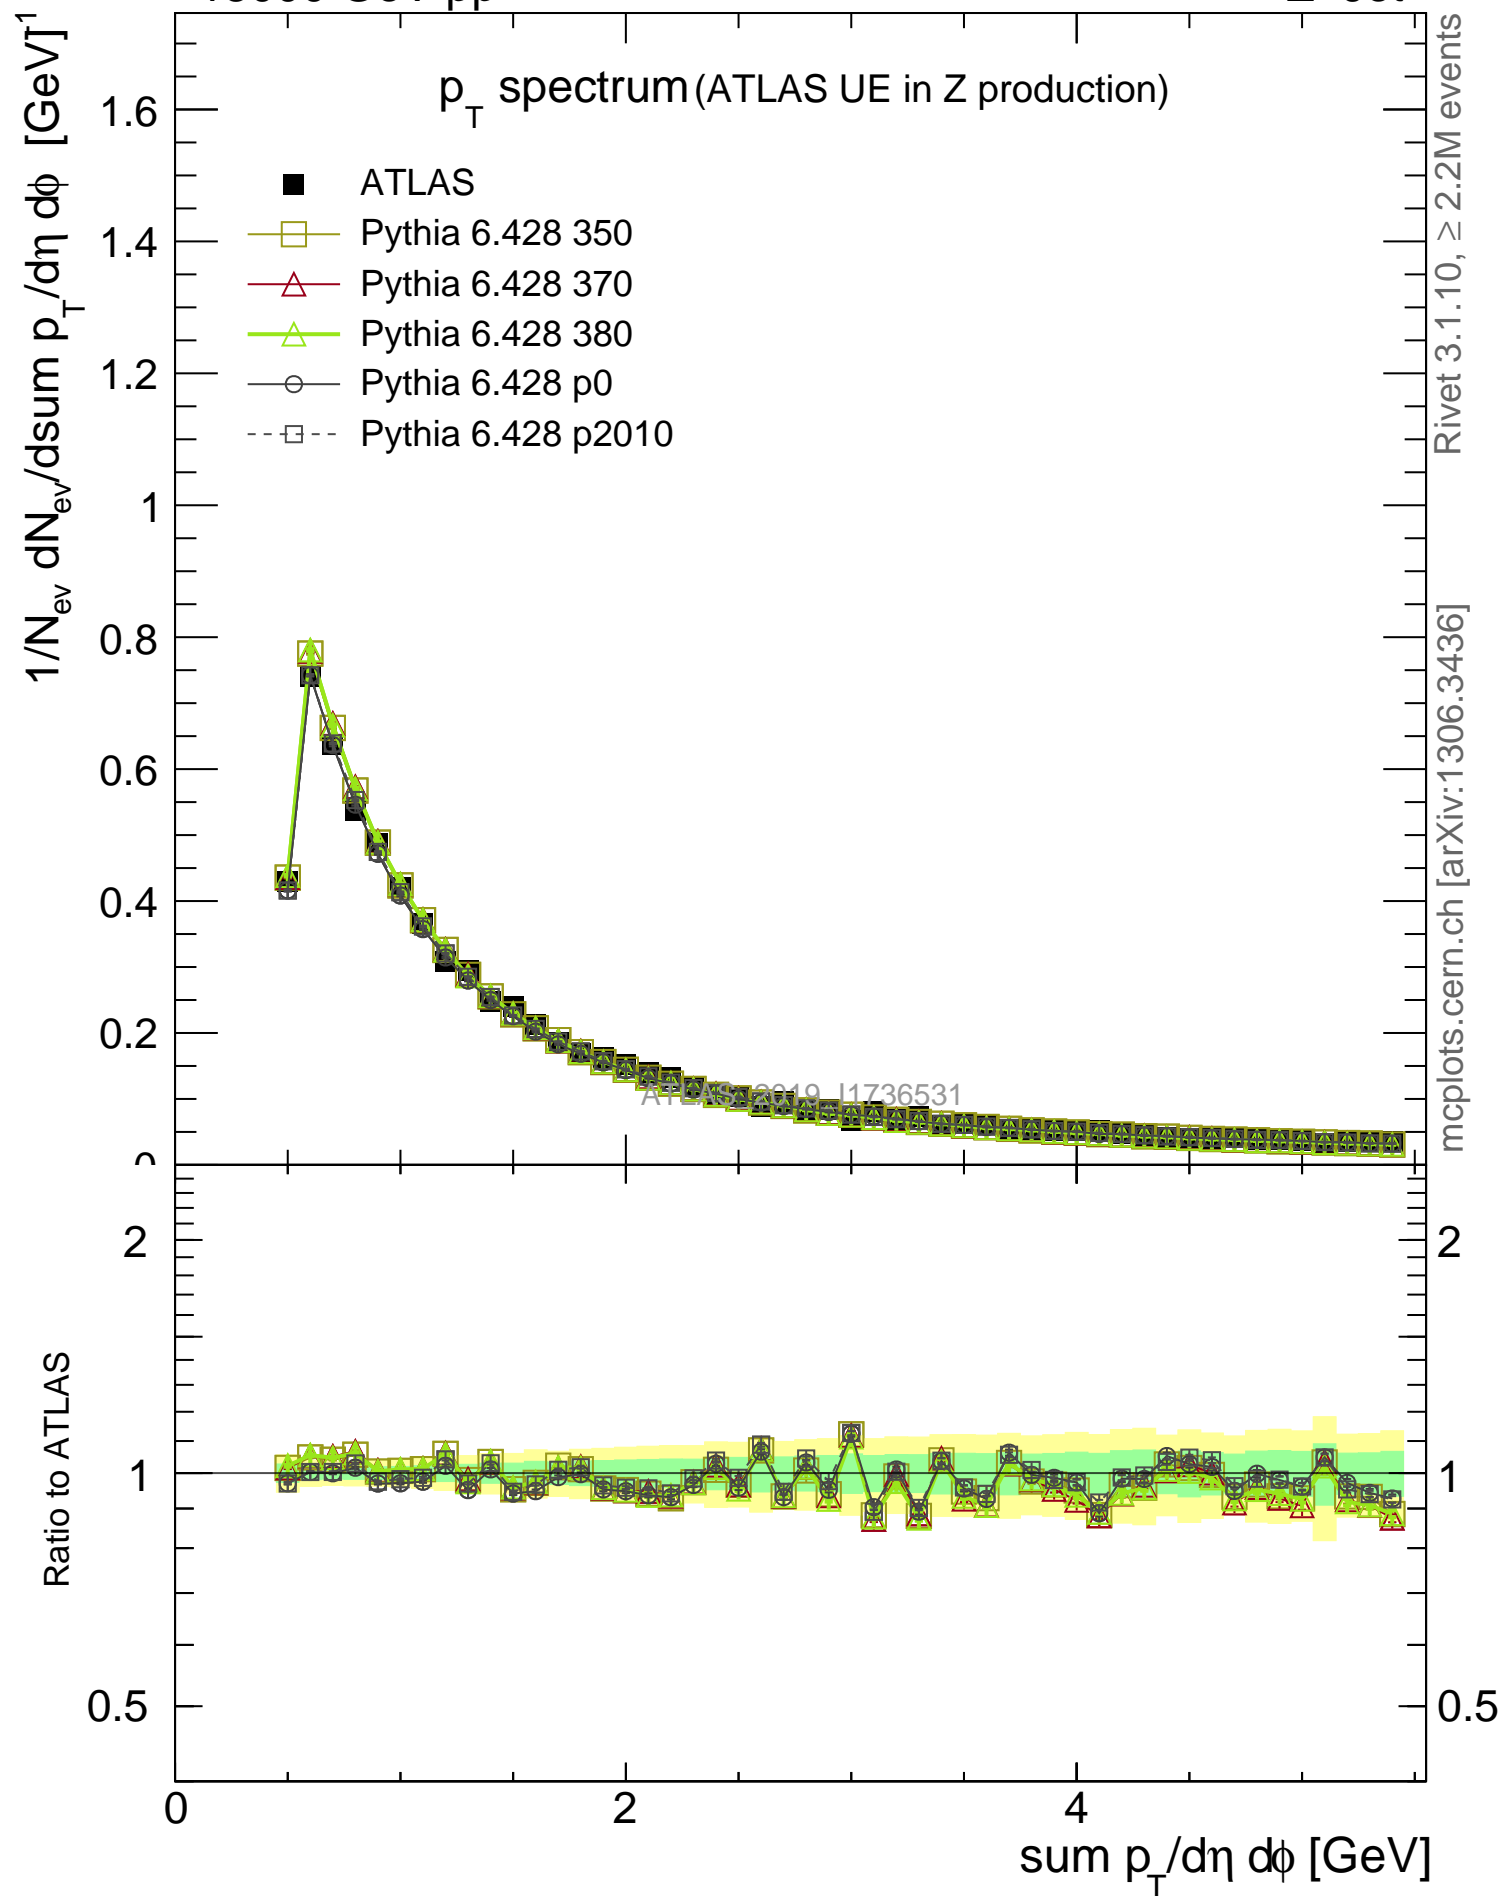 p_T spectrum (ATLAS UE in Z production)
ATLAS
Pythia 6.428 350
Pythia 6.428 370
Pythia 6.428 380
Pythia 6.428 p0
Pythia 6.428 p2010
1/N_ev dN_ev/dsum p_T/dη dϕ [GeV]^-1
1.6
1.4
1.2
1
0.8
0.6
0.4
0.2
0
ATLAS_2019_I1736531
Rivet 3.1.10, ≥ 2.2M events
mcplots.cern.ch [arXiv:1306.3436]
Ratio to ATLAS
2
1
0.5
2
1
0.5
0
2
4
sum p_T/dη dϕ [GeV]